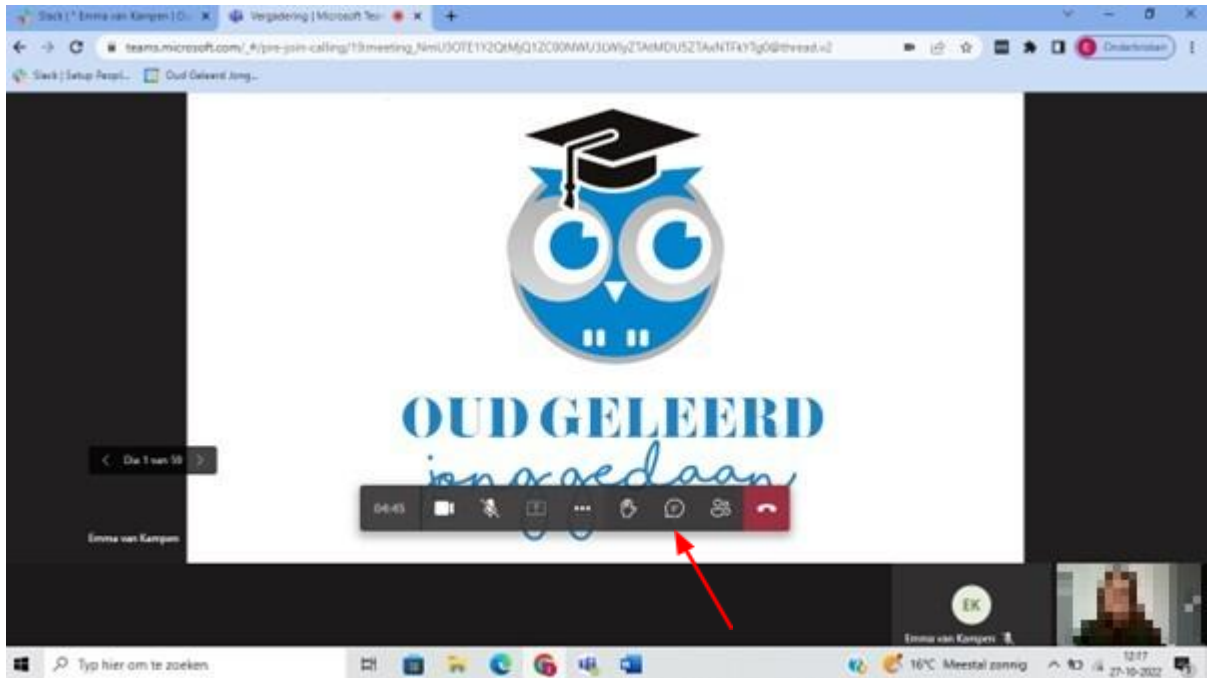 Slack | * Emma van Kampen | O...
Vergadering | Microsoft Tea
teams.microsoft.com/_#/pre-join-calling/19:meeting_
Onderbroken
Slack | Setup Peopl...
Oud Geleerd Jong...
OUD GELEERD
jong gedaan
Dia 1 van 59
04:45
Emma van Kampen
EK
Emma van Kampen
Typ hier om te zoeken
16°C Meestal zonnig
12:17
27-10-2022